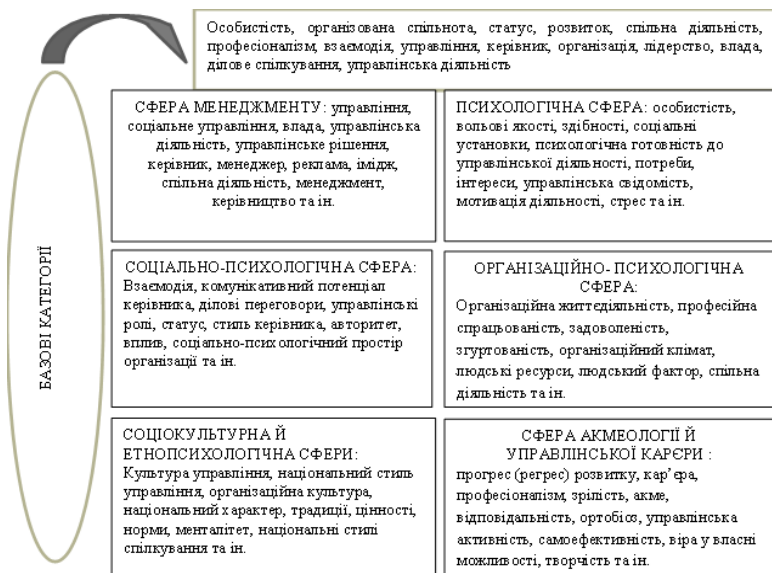 Особистість, організована спільнота, статус, розвиток, спільна діяльність,
професіоналізм, взаємодія, управління, керівник, організація, лідерство, влада,
ділове спілкування, управлінська діяльність
БАЗОВІ КАТЕГОРІЇ
СФЕРА МЕНЕДЖМЕНТУ: управління,
соціальне управління, влада, управлінська
діяльність, управлінське рішення,
керівник, менеджер, реклама, імідж,
спільна діяльність, менеджмент,
керівництво та ін.
ПСИХОЛОГІЧНА СФЕРА: особистість,
вольові якості, здібності, соціальні
установки, психологічна готовність до
управлінської діяльності, потреби,
інтереси, управлінська свідомість,
мотивація діяльності, стрес та ін.
СОЦІАЛЬНО-ПСИХОЛОГІЧНА СФЕРА:
Взаємодія, комунікативний потенціал
керівника, ділові переговори, управлінські
ролі, статус, стиль керівника, авторитет,
вплив, соціально-психологічний простір
організації та ін.
ОРГАНІЗАЦІЙНО- ПСИХОЛОГІЧНА
СФЕРА:
Організаційна життєдіяльність, професійна
спрацьованість, задоволеність,
згуртованість, організаційний клімат,
людські ресурси, людський фактор, спільна
діяльність та ін.
СОЦІОКУЛЬТУРНА Й
ЕТНОПСИХОЛОГІЧНА СФЕРИ:
Культура управління, національний стиль
управління, організаційна культура,
національний характер, традиції, цінності,
норми, менталітет, національні стилі
спілкування та ін.
СФЕРА АКМЕОЛОГІЇ Й
УПРАВЛІНСЬКОЇ КАРЄРИ :
прогрес (регрес) розвитку, кар’єра,
професіоналізм, зрілість, акме,
відповідальність, ортобіоз, управлінська
активність, самоефективність, віра у власні
можливості, творчість та ін.